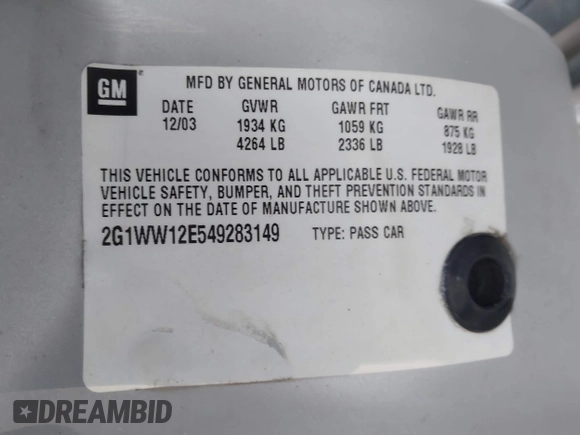 GM
MFD BY GENERAL MOTORS OF CANADA LTD.
DATE GVWR GAWR FRT GAWR RR
12/03 1934 KG 1059 KG 875 KG
4264 LB 2336 LB 1928 LB
THIS VEHICLE CONFORMS TO ALL APPLICABLE U.S. FEDERAL MOTOR
VEHICLE SAFETY, BUMPER, AND THEFT PREVENTION STANDARDS IN
EFFECT ON THE DATE OF MANUFACTURE SHOWN ABOVE.
2G1WW12E549283149 TYPE: PASS CAR
DREAMBID